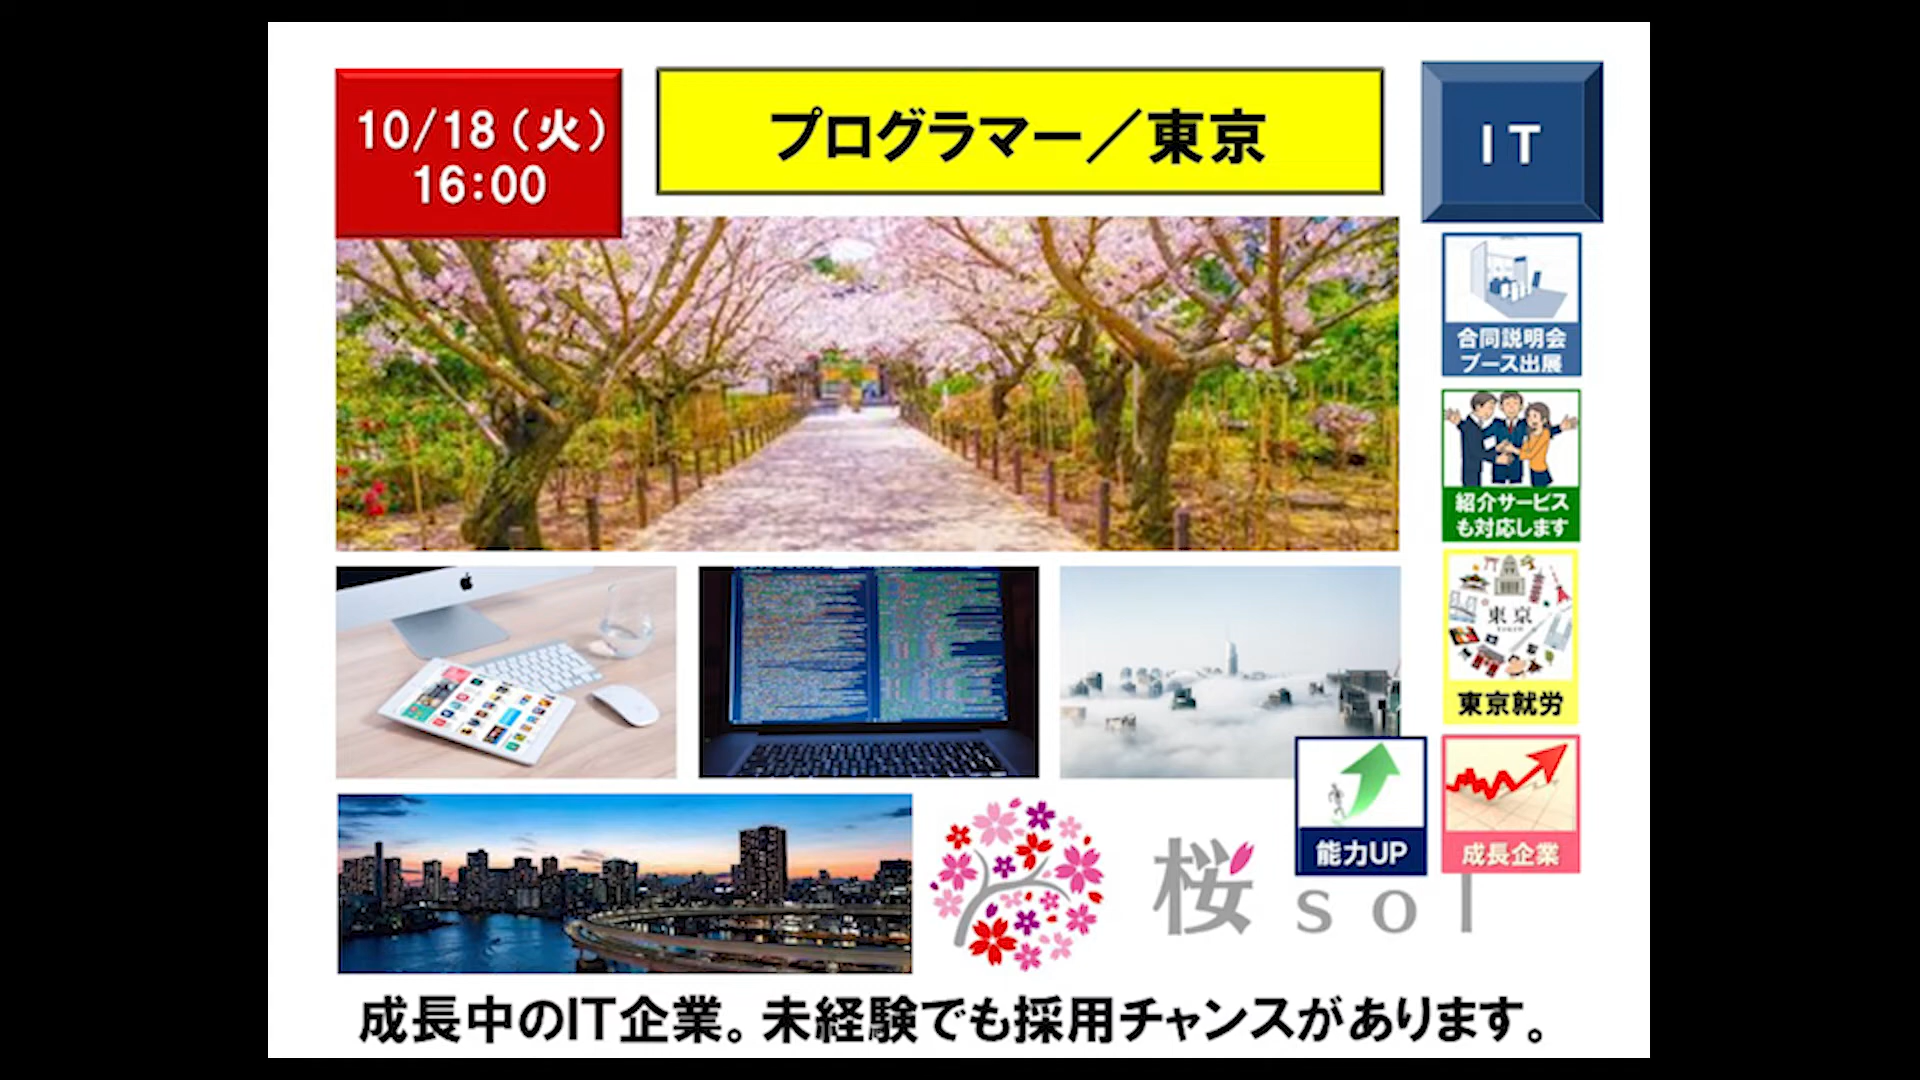 10/18（火）
16：00
プログラマー／東京
IT
合同説明会
ブース出展
紹介サービス
も対応します
東京
東京就労
能力UP
成長企業
桜sol
成長中のIT企業。未経験でも採用チャンスがあります。